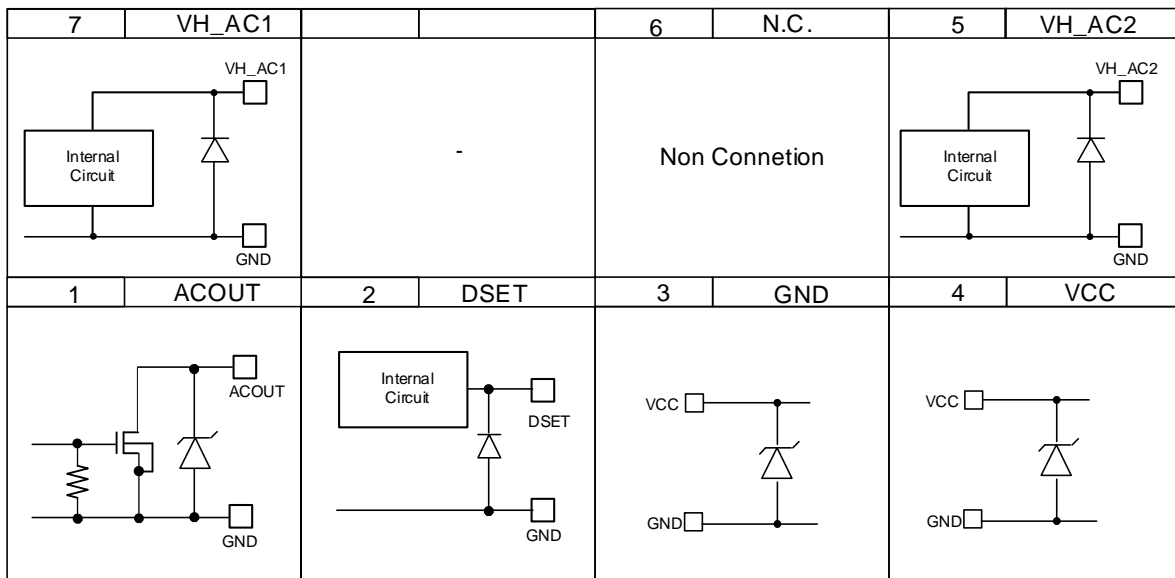 7 VH_AC1 6 N.C. 5 VH_AC2
VH_AC1
Internal
Circuit
GND
-
Non Connetion
VH_AC2
Internal
Circuit
GND
1 ACOUT 2 DSET 3 GND 4 VCC
ACOUT
GND
Internal
Circuit
DSET
GND
VCC
GND
VCC
GND